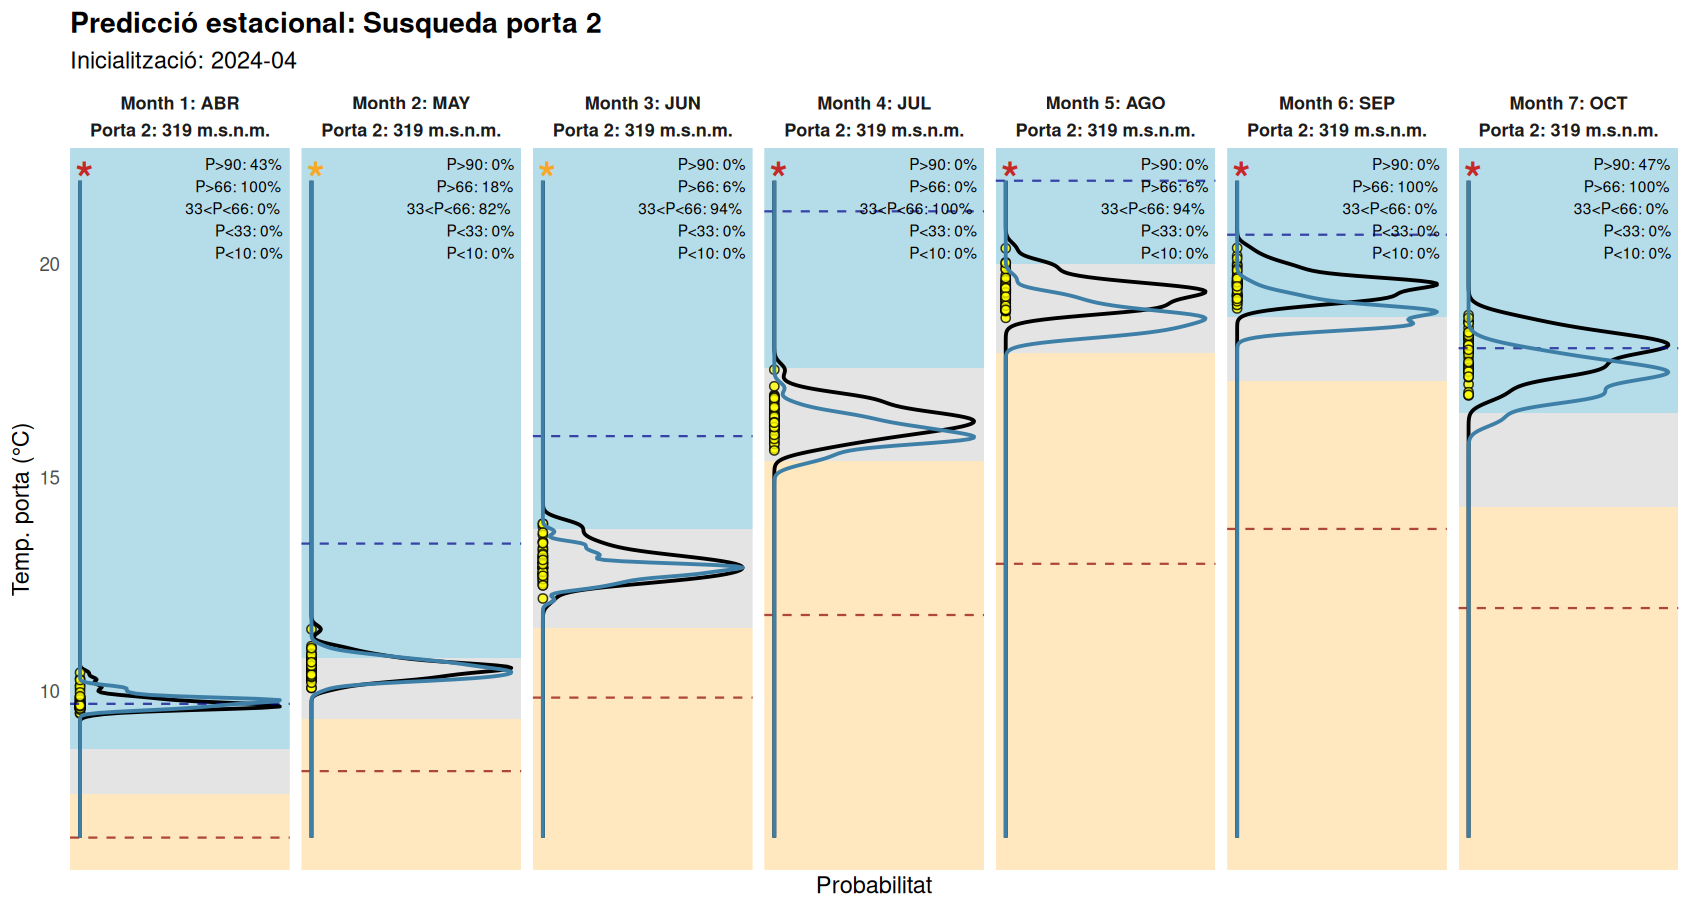 Predicció estacional: Susqueda porta 2
Inicialització: 2024-04
Month 1: ABR
Porta 2: 319 m.s.n.m.
Month 2: MAY
Porta 2: 319 m.s.n.m.
Month 3: JUN
Porta 2: 319 m.s.n.m.
Month 4: JUL
Porta 2: 319 m.s.n.m.
Month 5: AGO
Porta 2: 319 m.s.n.m.
Month 6: SEP
Porta 2: 319 m.s.n.m.
Month 7: OCT
Porta 2: 319 m.s.n.m.
*
P>90: 43%
P>66: 100%
33<P<66: 0%
P<33: 0%
P<10: 0%
*
P>90: 0%
P>66: 18%
33<P<66: 82%
P<33: 0%
P<10: 0%
*
P>90: 0%
P>66: 6%
33<P<66: 94%
P<33: 0%
P<10: 0%
*
P>90: 0%
P>66: 0%
33<P<66: 100%
P<33: 0%
P<10: 0%
*
P>90: 0%
P>66: 6%
33<P<66: 94%
P<33: 0%
P<10: 0%
*
P>90: 0%
P>66: 100%
33<P<66: 0%
P<33: 0%
P<10: 0%
*
P>90: 47%
P>66: 100%
33<P<66: 0%
P<33: 0%
P<10: 0%
Temp. porta (°C)
20
15
10
Probabilitat